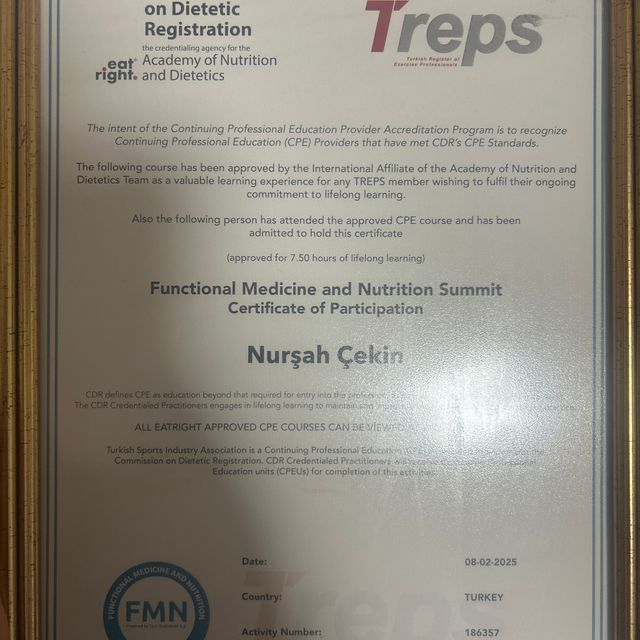 on Dietetic
Registration
the credentialing agency for the
eat right. Academy of Nutrition
and Dietetics
Treps
Turkish Register of
Exercise Professionals
The intent of the Continuing Professional Education Provider Accreditation Program is to recognize
Continuing Professional Education (CPE) Providers that have met CDR's CPE Standards.
The following course has been approved by the International Affiliate of the Academy of Nutrition and
Dietetics Team as a valuable learning experience for any TREPS member wishing to fulfil their ongoing
commitment to lifelong learning.
Also the following person has attended the approved CPE course and has been
admitted to hold this certificate
(approved for 7.50 hours of lifelong learning)
Functional Medicine and Nutrition Summit
Certificate of Participation
Nurşah Çekin
CDR defines CPE as education beyond that required for entry into the profession.
The CDR Credentialed Practitioners engages in lifelong learning to maintain and
ALL EATRIGHT APPROVED CPE COURSES CAN BE VIEWED
Turkish Sports Industry Association is a Continuing Professional Education
Commission on Dietetic Registration. CDR Credentialed Practitioners will
Education units (CPEUs) for completion of this activities.
FUNCTIONAL MEDICINE AND NUTRITION
FMN
Date: 08-02-2025
Country: TURKEY
Activity Number: 186357
Treps